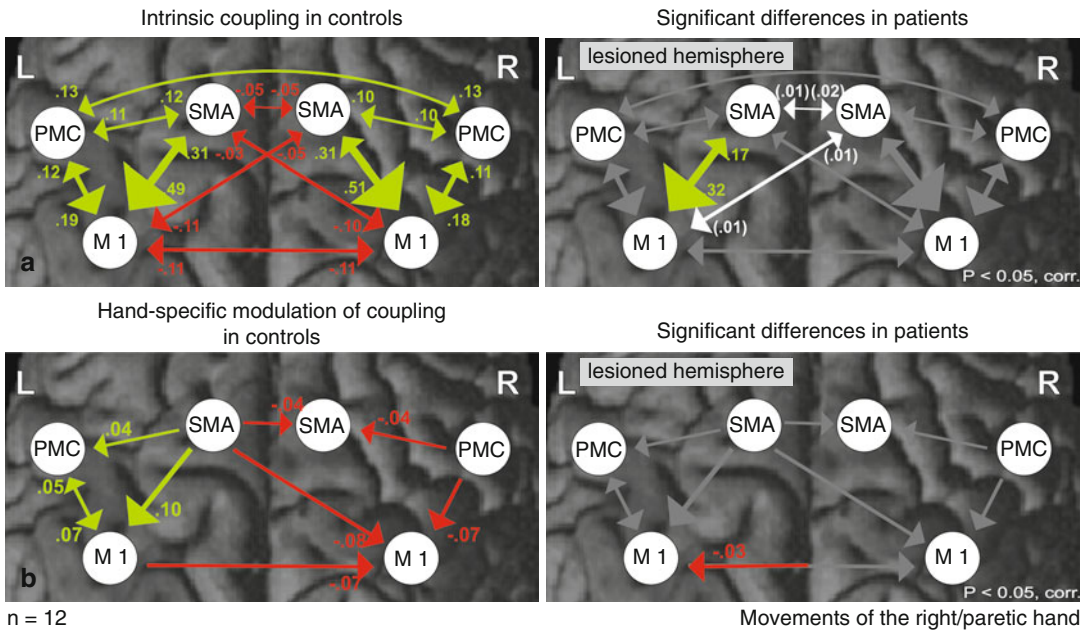 Intrinsic coupling in controls
Significant differences in patients
L
R
lesioned hemisphere
.13
.11
.12
-.05 -.05
.10
.10
.13
PMC
SMA
SMA
PMC
.12
.19
.31
.49
-.03
-.05
.31
.51
.11
.18
-.11
-.10
M 1
M 1
-.11
-.11
a
(.01)(.02)
PMC
SMA
SMA
PMC
.17
.32
(.01)
(.01)
M 1
M 1
P < 0.05, corr.
Hand-specific modulation of coupling
in controls
Significant differences in patients
L
R
lesioned hemisphere
L
R
.04
-.04
-.04
PMC
SMA
SMA
PMC
.05
.07
.10
-.08
-.07
M 1
M 1
-.07
b
PMC
SMA
SMA
PMC
-.03
M 1
M 1
P < 0.05, corr.
n = 12
Movements of the right/paretic hand